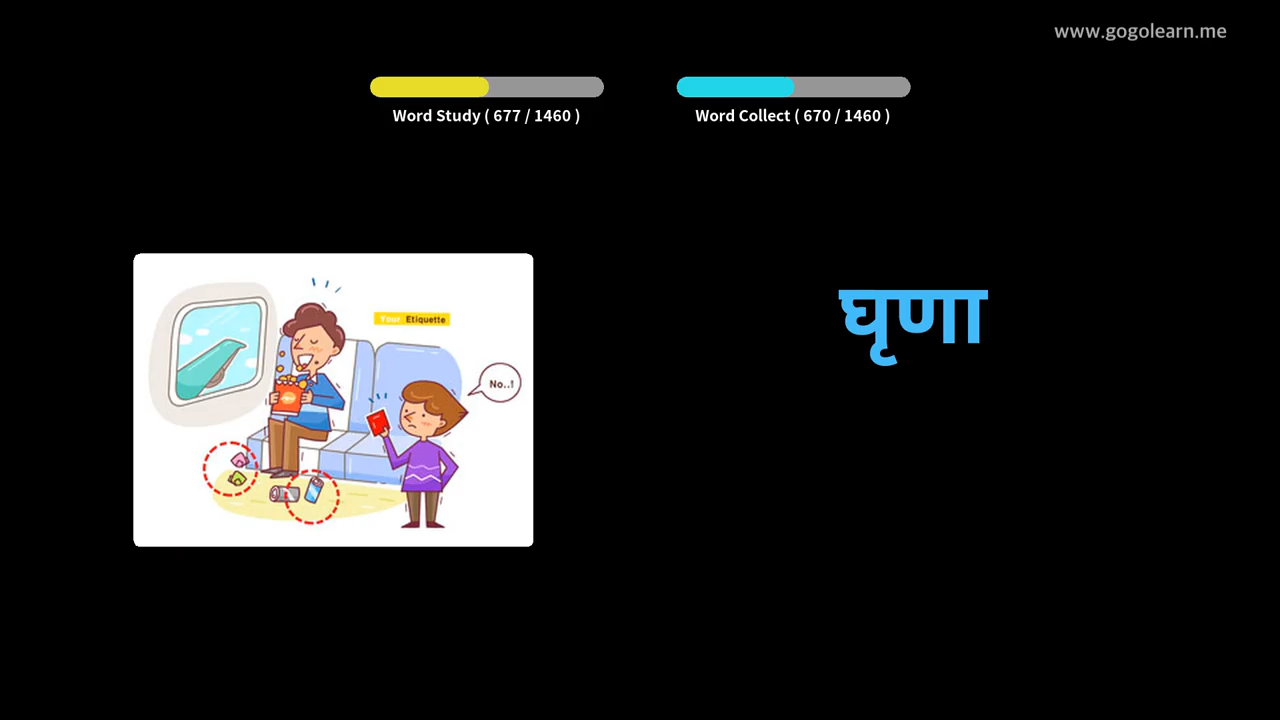 www.gogolearn.me
Word Study ( 677 / 1460 )
Word Collect ( 670 / 1460 )
Your Etiquette
No..!
घृणा